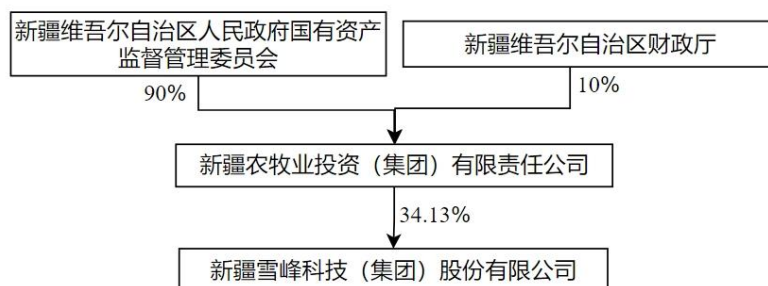 新疆维吾尔自治区人民政府国有资产
监督管理委员会
新疆维吾尔自治区财政厅
90%
10%
新疆农牧业投资（集团）有限责任公司
34.13%
新疆雪峰科技（集团）股份有限公司